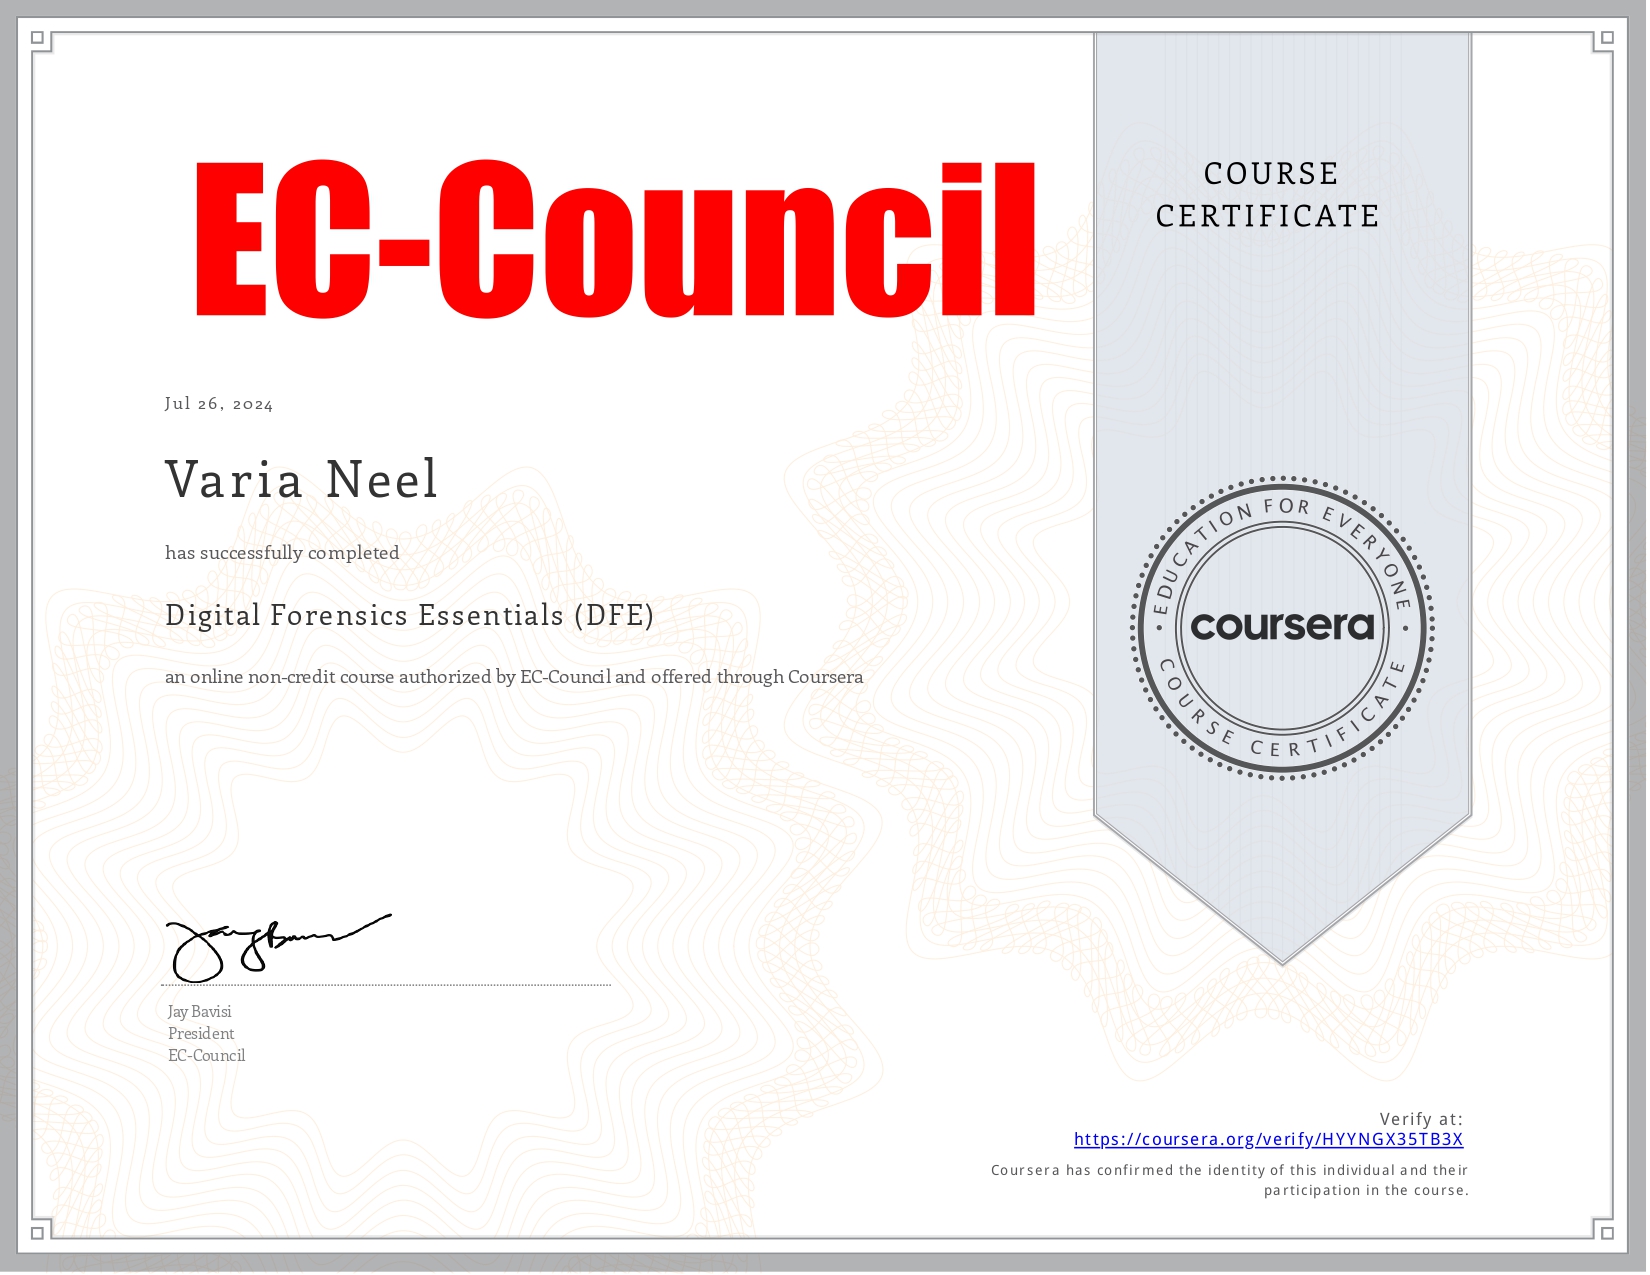 EC-Council
COURSE
CERTIFICATE
Jul 26, 2024
Varia Neel
has successfully completed
Digital Forensics Essentials (DFE)
an online non-credit course authorized by EC-Council and offered through Coursera
EDUCATION FOR EVERYONE
coursera
COURSE CERTIFICATE
Jay Bavisi
President
EC-Council
Verify at:
https://coursera.org/verify/HYYNGX35TB3X
Coursera has confirmed the identity of this individual and their
participation in the course.